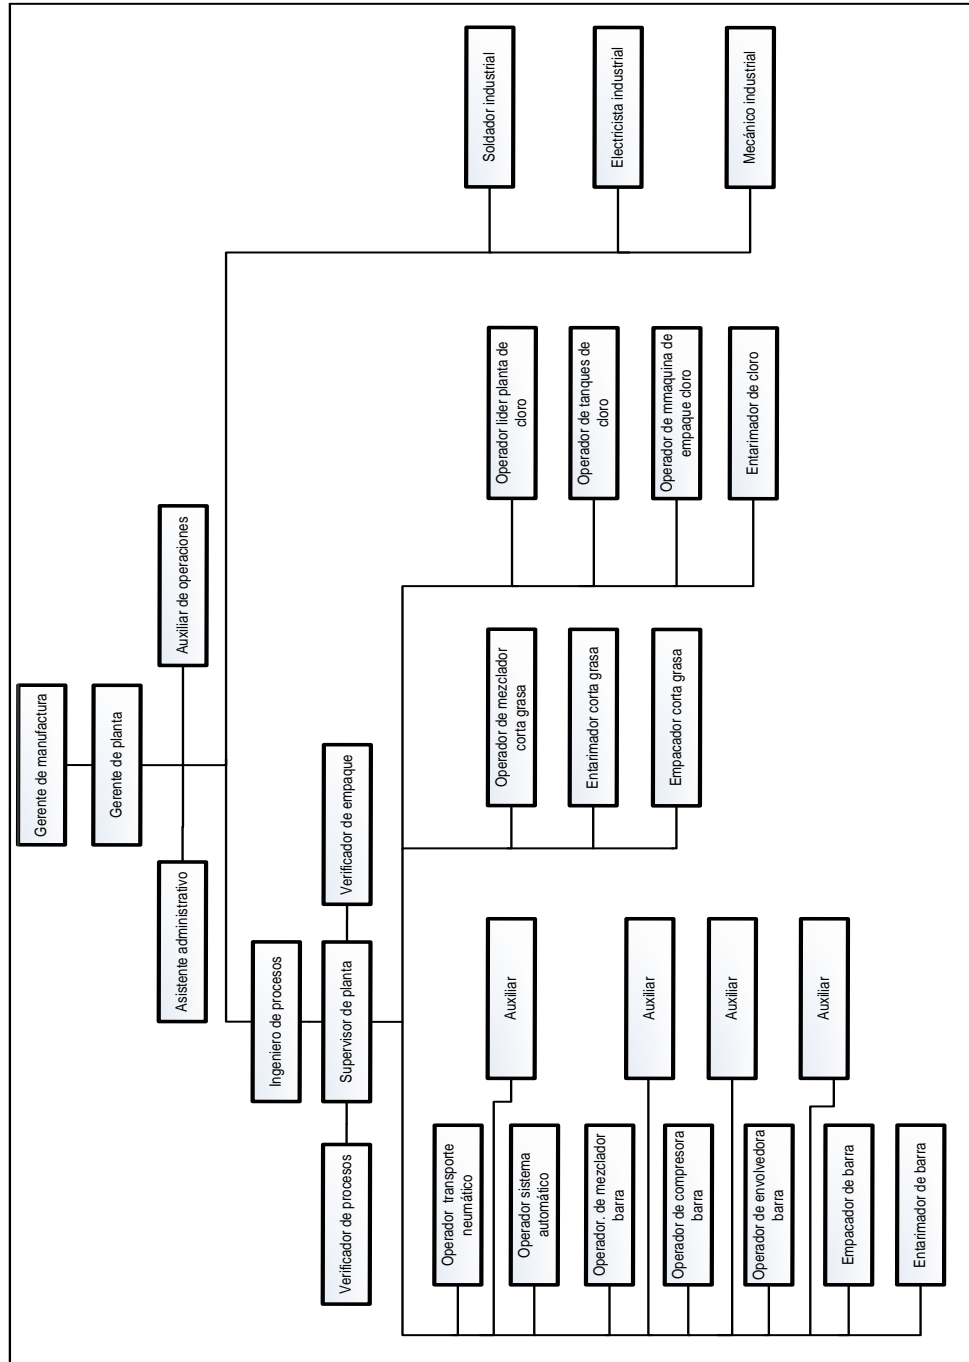 Gerente de manufactura
Gerente de planta
Asistente administrativo
Auxiliar de operaciones
Ingeniero de procesos
Verificador de procesos
Supervisor de planta
Verificador de empaque
Operador transporte
neumático
Operador sistema
automático
Operador. de mezclador
barra
Operador de compresora
barra
Operador de envolvedora
barra
Empacador de barra
Entarimador de barra
Auxiliar
Auxiliar
Auxiliar
Auxiliar
Operador de mezclador
corta grasa
Entarimador corta grasa
Empacador corta grasa
Operador lider planta de
cloro
Operador de tanques de
cloro
Operador de mmaquina de
empaque cloro
Entarimador de cloro
Soldador industrial
Electricista industrial
Mecánico industrial